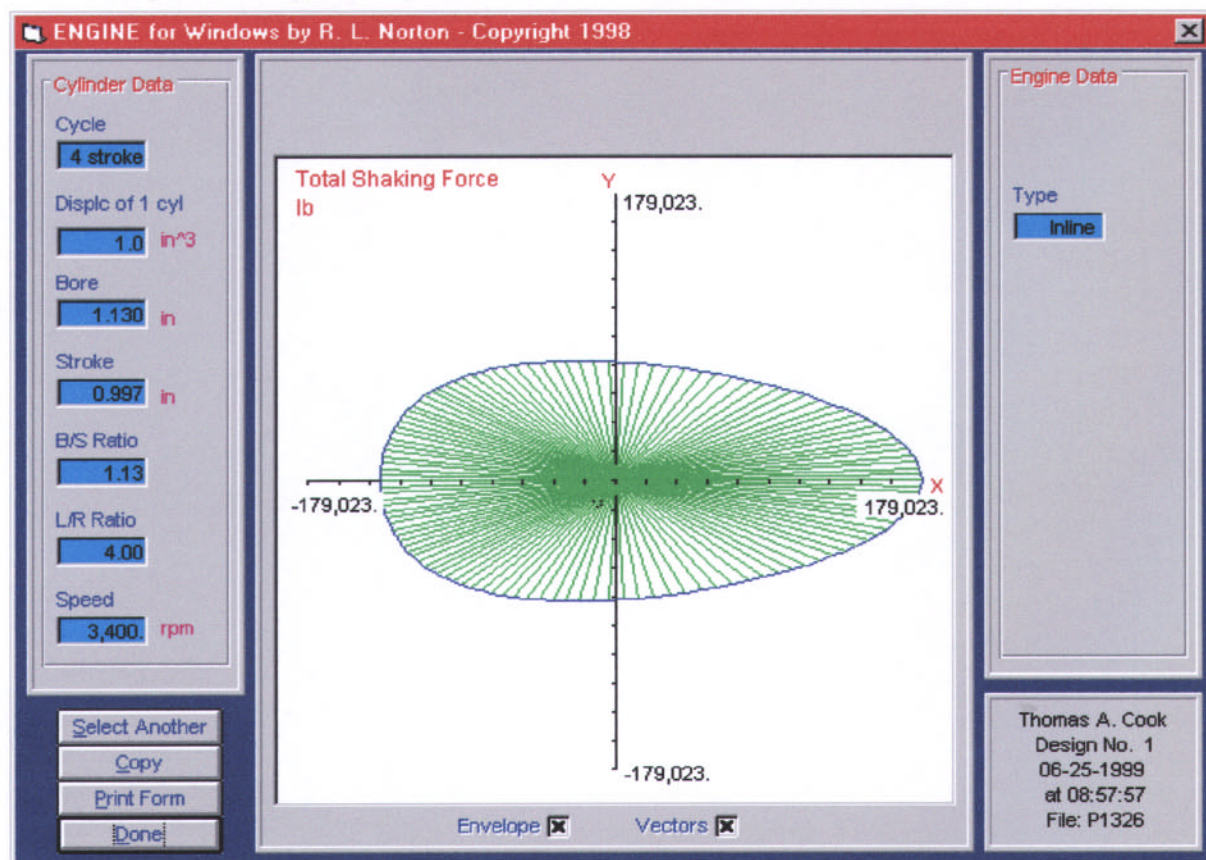 ENGINE for Windows by R. L. Norton - Copyright 1998
Cylinder Data
Cycle
4 stroke
Displc of 1 cyl
1.0 in^3
Bore
1.130 in
Stroke
0.997 in
B/S Ratio
1.13
L/R Ratio
4.00
Speed
3,400. rpm
Select Another
Copy
Print Form
Done
Total Shaking Force
lb
Y
179,023.
-179,023.
X
179,023.
-179,023.
Envelope
Vectors
Engine Data
Type
Inline
Thomas A. Cook
Design No. 1
06-25-1999
at 08:57:57
File: P1326